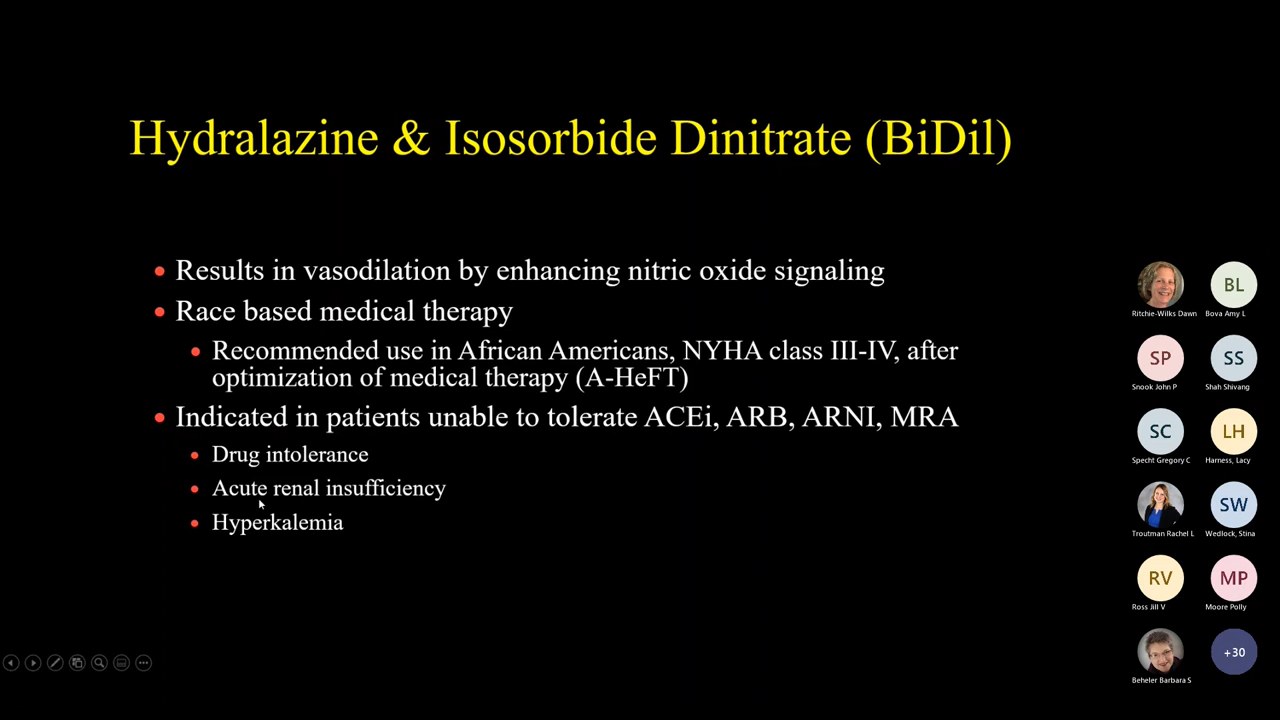 Hydralazine & Isosorbide Dinitrate (BiDil)
• Results in vasodilation by enhancing nitric oxide signaling
• Race based medical therapy
• Recommended use in African Americans, NYHA class III-IV, after
optimization of medical therapy (A-HeFT)
• Indicated in patients unable to tolerate ACEi, ARB, ARNI, MRA
• Drug intolerance
• Acute renal insufficiency
• Hyperkalemia
BL
Ritchie-Wilks Dawn
Bova Amy L
SP
SS
Snook John P
Shah Shivang
SC
LH
Specht Gregory C
Harness, Lacy
SW
Troutman Rachel L
Wedlock, Stina
RV
MP
Ross Jill V
Moore Polly
+30
Beheler Barbara S